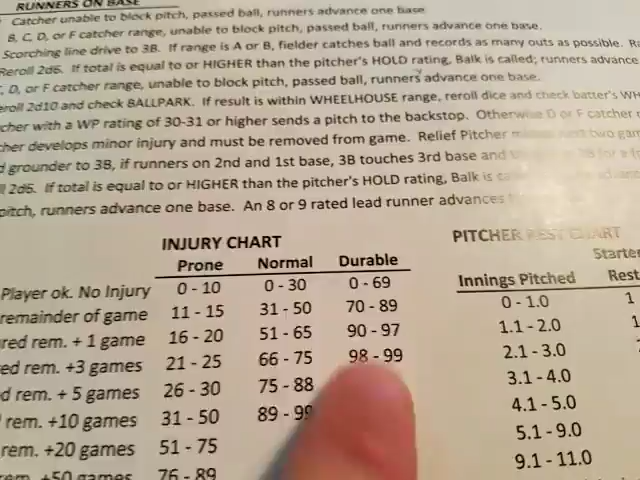 RUNNERS ON BASE
Catcher unable to block pitch, passed ball, runners advance one base
B, C, D, or F catcher range, unable to block pitch, passed ball, runners advance one base.
Scorching line drive to 3B. If range is A or B, fielder catches ball and records as many outs as possible.
Reroll 2d6. If total is equal to or HIGHER than the pitcher's HOLD rating, Balk is called; runners advance
D, or F catcher range, unable to block pitch, passed ball, runners advance one base.
eroll 2d10 and check BALLPARK. If result is within WHEELHOUSE range, reroll dice and check batter's WH
cher with a WP rating of 30-31 or higher sends a pitch to the backstop. Otherwise D or F catcher
cher develops minor injury and must be removed from game. Relief Pitcher two gam
d grounder to 3B, if runners on 2nd and 1st base, 3B touches 3rd base and
ll 2d6. If total is equal to or HIGHER than the pitcher's HOLD rating, Balk is
pitch, runners advance one base. An 8 or 9 rated lead runner advances
INJURY CHART
Prone Normal Durable
Player ok. No Injury 0 - 10 0 - 30 0 - 69
remainder of game 11 - 15 31 - 50 70 - 89
red rem. + 1 game 16 - 20 51 - 65 90 - 97
ed rem. +3 games 21 - 25 66 - 75 98 - 99
d rem. + 5 games 26 - 30 75 - 88
rem. +10 games 31 - 50 89 - 99
rem. +20 games 51 - 75
rem. +50 games 76 - 89
PITCHER REST CHART
Starter
Innings Pitched Rest
0 - 1.0 1
1.1 - 2.0 1
2.1 - 3.0
3.1 - 4.0
4.1 - 5.0
5.1 - 9.0
9.1 - 11.0